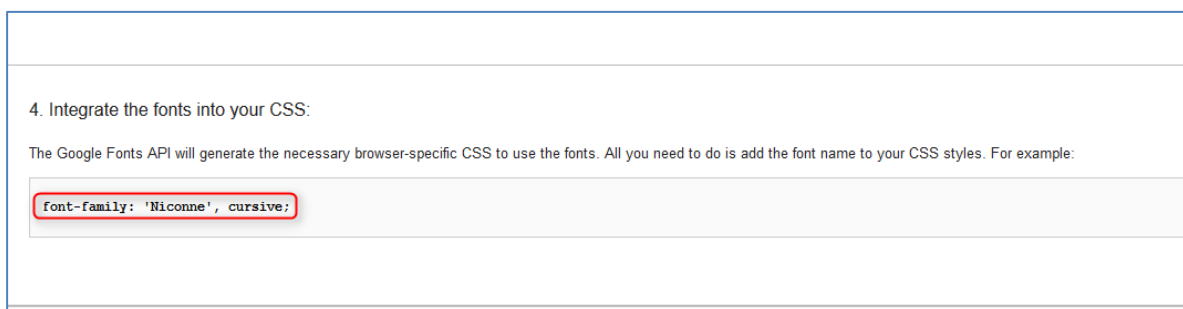 4. Integrate the fonts into your CSS:
The Google Fonts API will generate the necessary browser-specific CSS to use the fonts. All you need to do is add the font name to your CSS styles. For example:
font-family: 'Niconne', cursive;